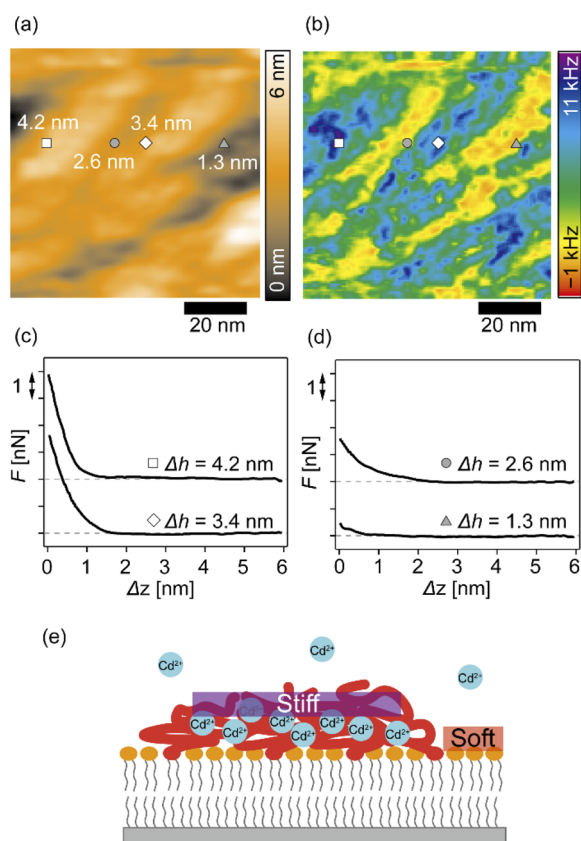 (a)
(b)
4.2 nm
3.4 nm
2.6 nm
1.3 nm
6 nm
0 nm
11 kHz
−1 kHz
20 nm
20 nm
(c)
(d)
1
F [nN]
Δh = 4.2 nm
Δh = 3.4 nm
0 1 2 3 4 5 6
Δz [nm]
1
F [nN]
Δh = 2.6 nm
Δh = 1.3 nm
0 1 2 3 4 5 6
Δz [nm]
(e)
Cd²⁺
Cd²⁺
Cd²⁺
Stiff
Cd²⁺
Cd²⁺
Cd²⁺
Cd²⁺
Cd²⁺
Cd²⁺
Cd²⁺
Cd²⁺
Soft